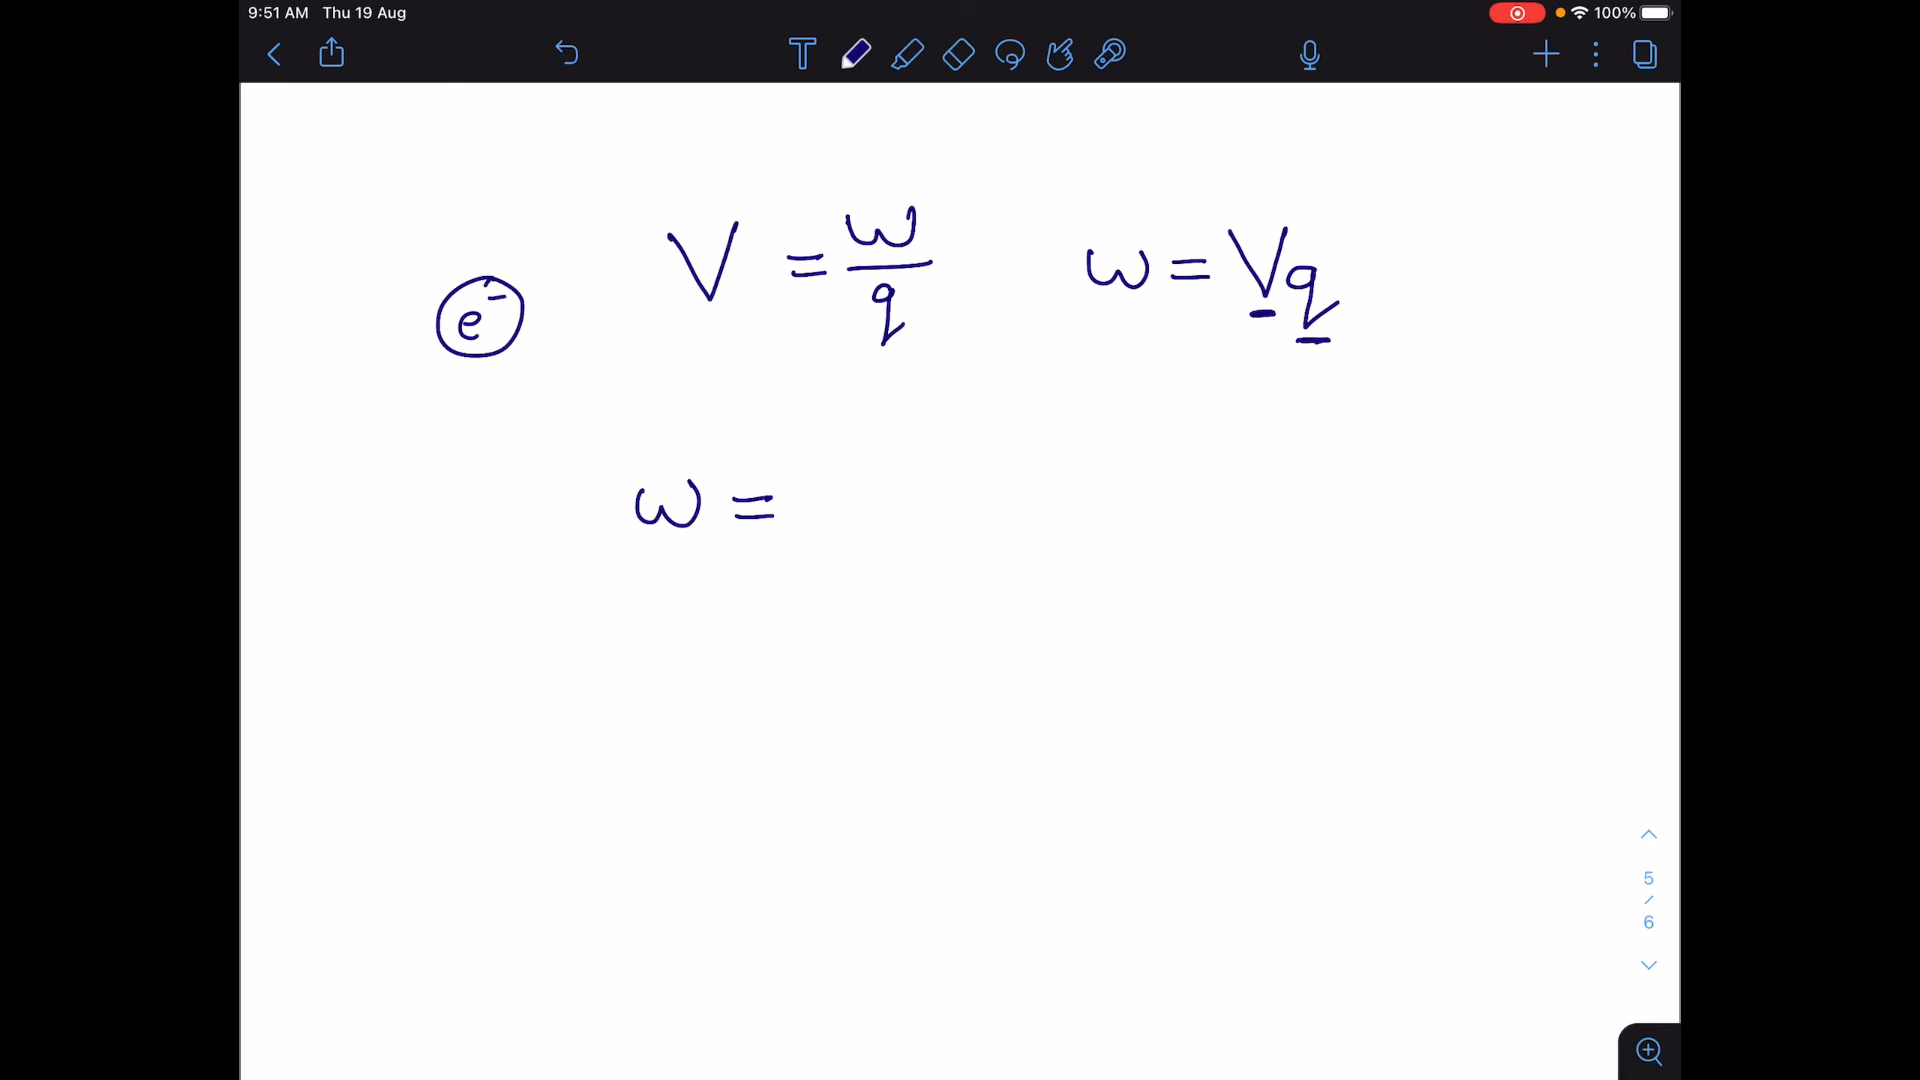 9:51 AM Thu 19 Aug 100%
T
V = w/q w = Vq
e⁻
w =
5
/
6